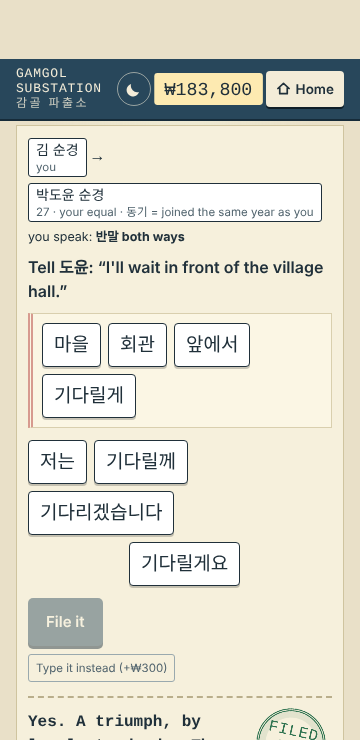 GAMGOL
SUBSTATION
감골 파출소
₩183,800
Home
김 순경
you
→
박도윤 순경
27 · your equal · 동기 = joined the same year as you
you speak: 반말 both ways
Tell 도윤: “I'll wait in front of the village
hall.”
마을 회관 앞에서
기다릴게
저는 기다릴께
기다리겠습니다
기다릴게요
File it
Type it instead (+₩300)
Yes. A triumph, by
FILED